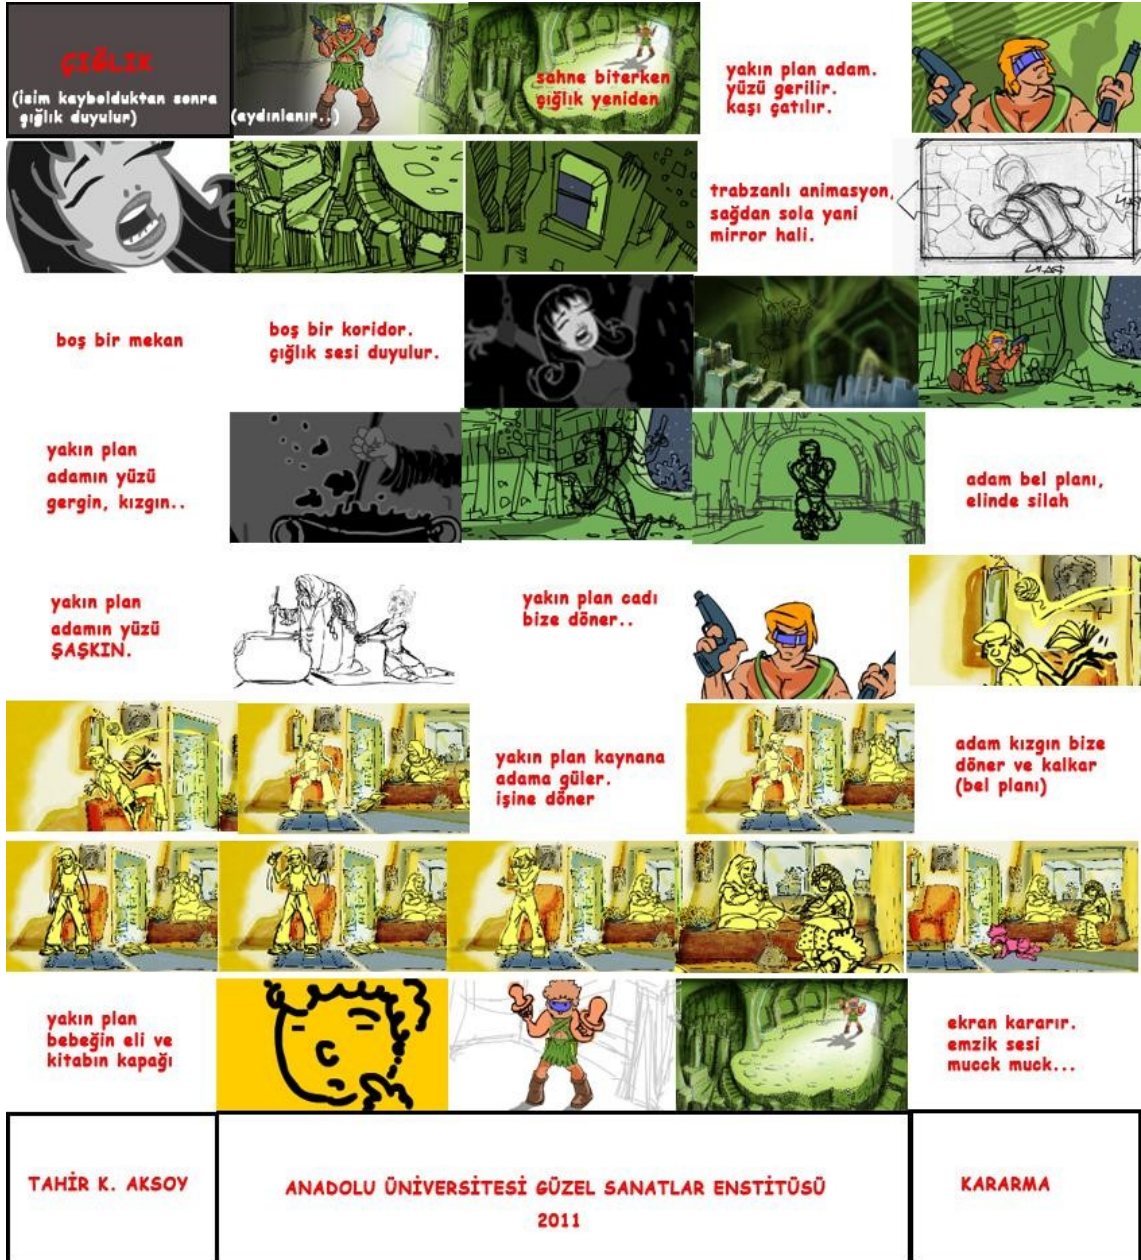 ÇIĞLIK
(isim kaybolduktan sonra
çığlık duyulur)
(aydınlanır..)
sahne biterken
çığlık yeniden
yakın plan adam.
yüzü gerilir.
kaşı çatılır.
trabzanlı animasyon,
sağdan sola yani
mirror hali.
boş bir mekan
boş bir koridor.
çığlık sesi duyulur.
yakın plan
adamın yüzü
gergin, kızgın..
adam bel planı,
elinde silah
yakın plan
adamın yüzü
ŞAŞKIN.
yakın plan cadı
bize döner..
yakın plan kaynana
adama güler.
işine döner
adam kızgın bize
döner ve kalkar
(bel planı)
yakın plan
bebeğin eli ve
kitabın kapağı
ekran kararır.
emzik sesi
mucck muck...
TAHİR K. AKSOY
ANADOLU ÜNİVERSİTESİ GÜZEL SANATLAR ENSTİTÜSÜ
2011
KARARMA